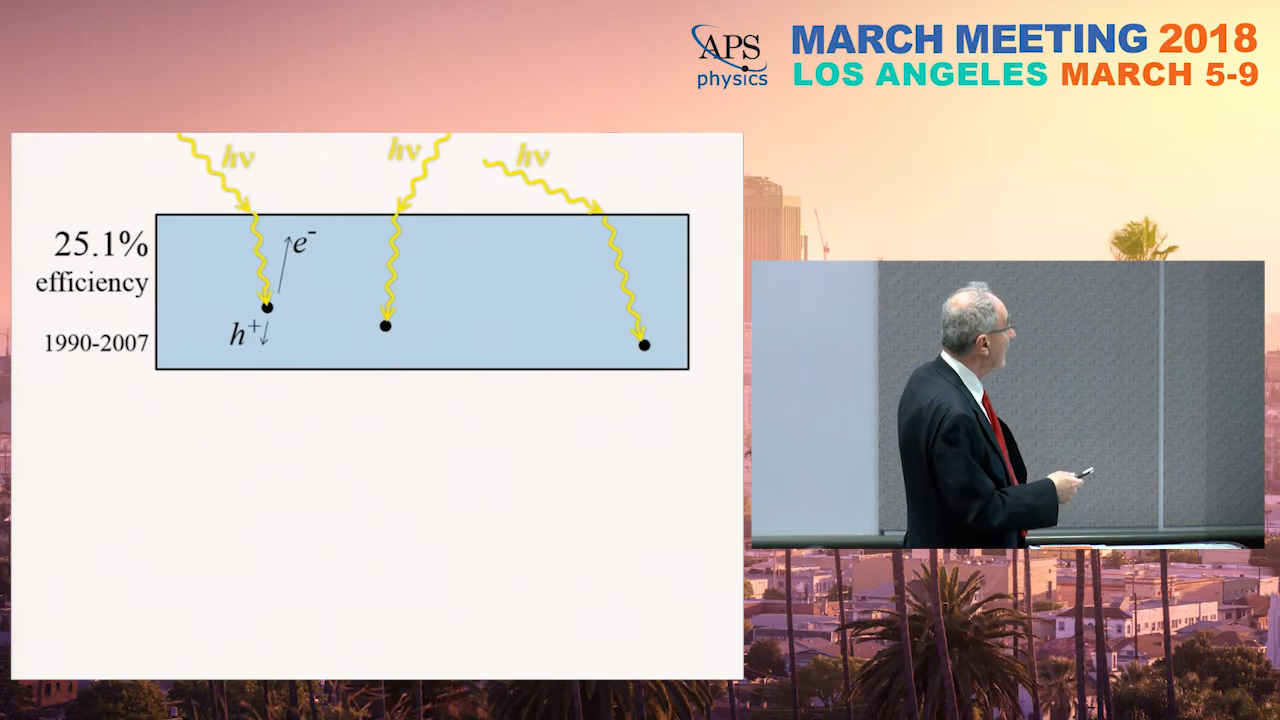 APS
physics
MARCH MEETING 2018
LOS ANGELES MARCH 5-9
hν
hν
hν
25.1%
efficiency
1990-2007
e⁻
h⁺